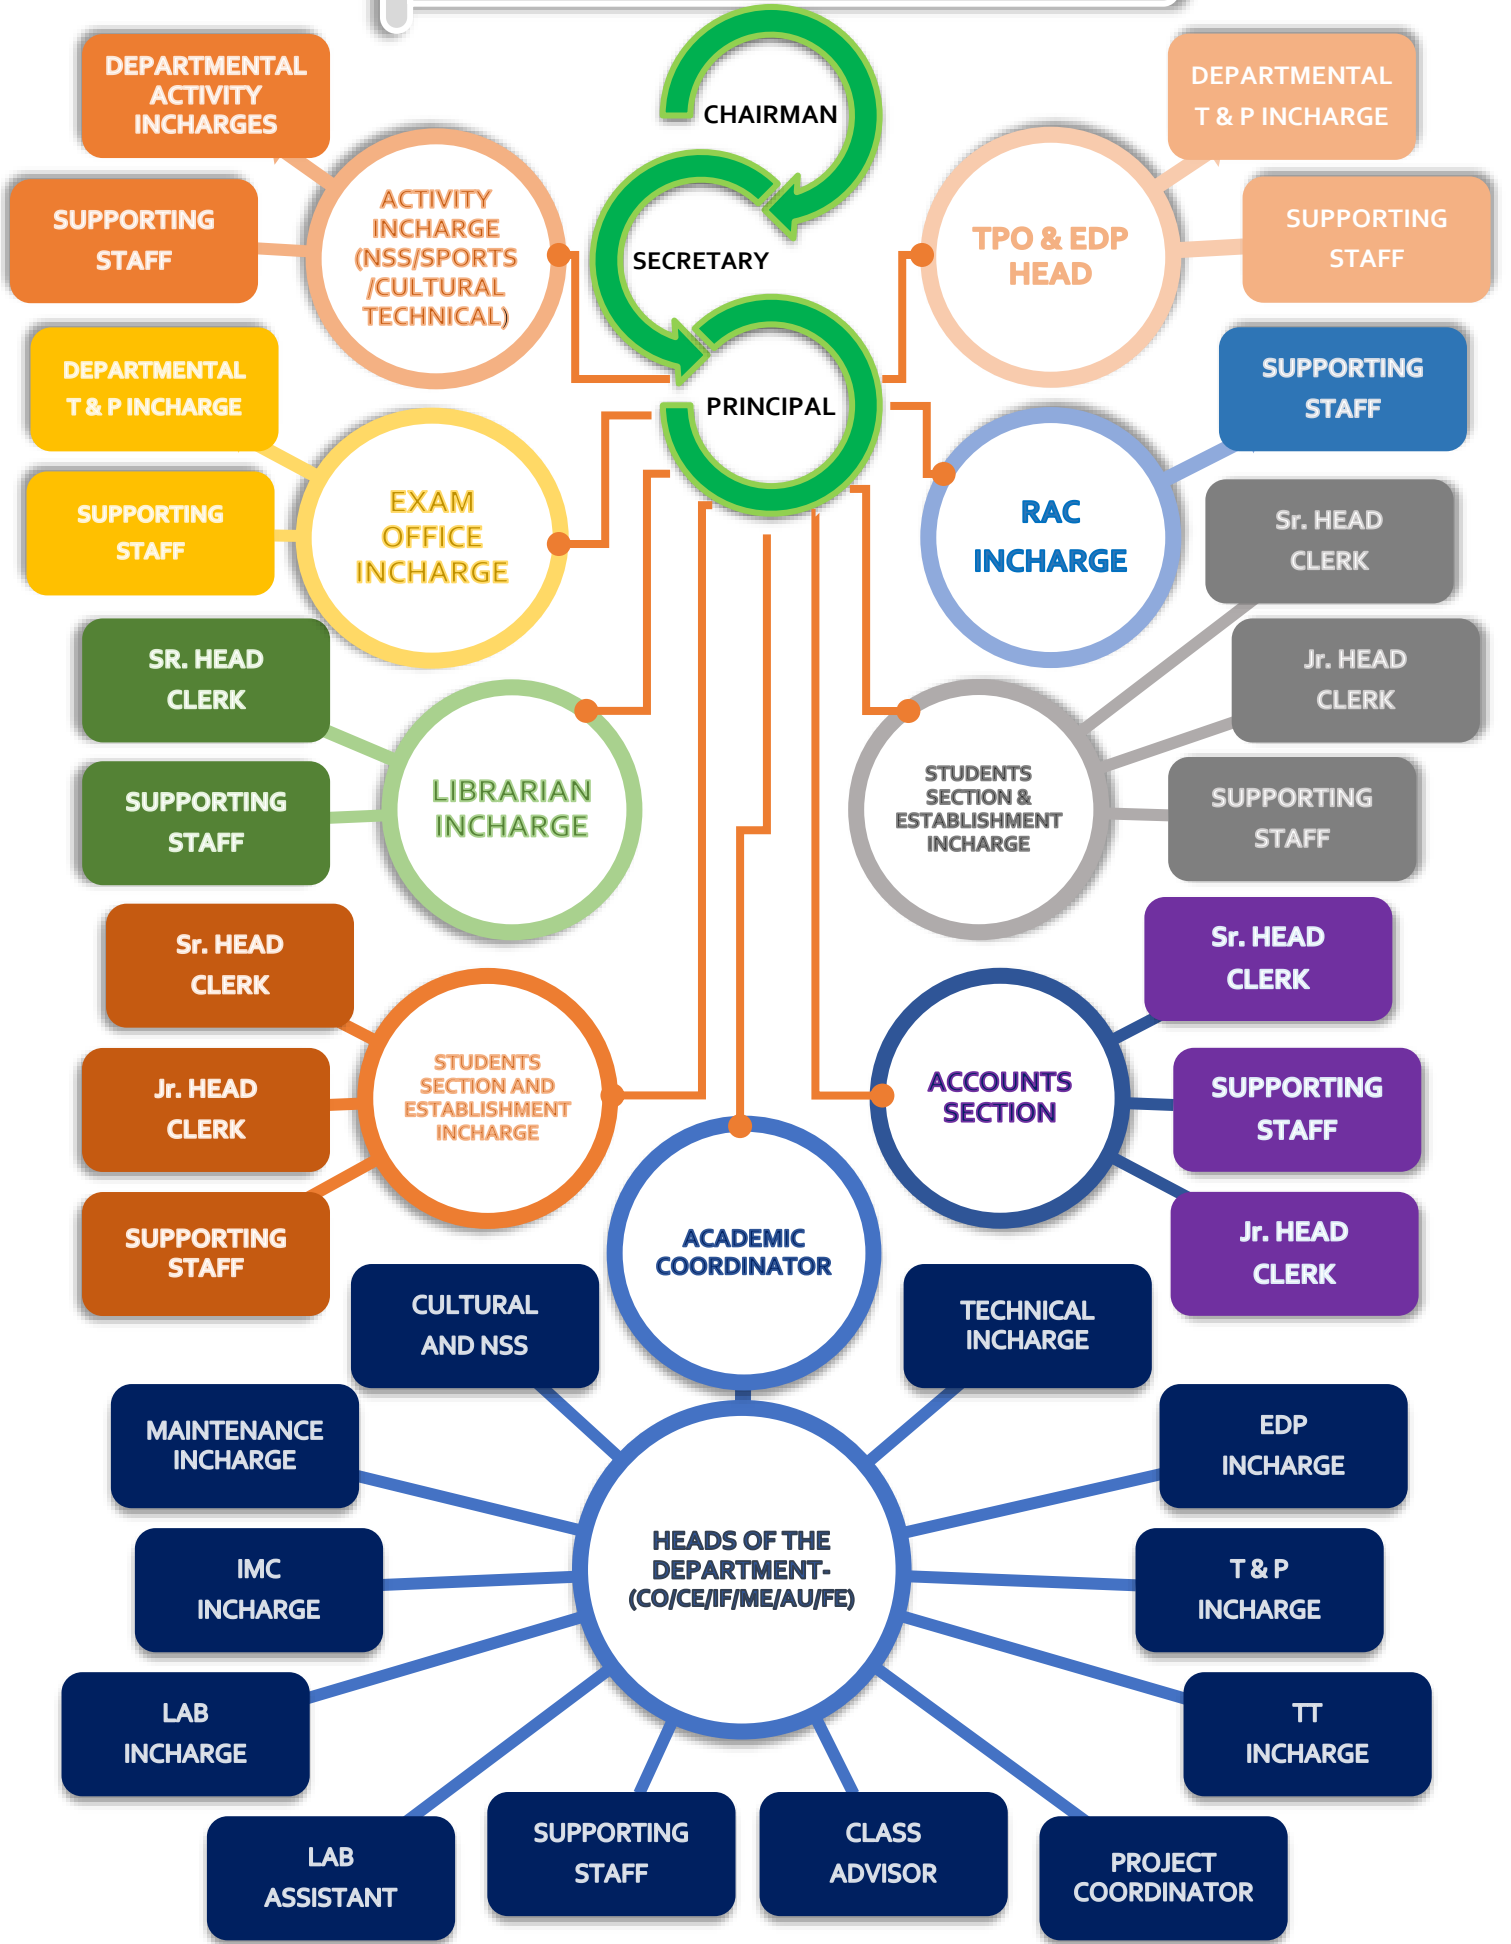 CHAIRMAN
SECRETARY
PRINCIPAL
DEPARTMENTAL
ACTIVITY
INCHARGES
SUPPORTING
STAFF
ACTIVITY
INCHARGE
(NSS/SPORTS
/CULTURAL
TECHNICAL)
DEPARTMENTAL
T & P INCHARGE
SUPPORTING
STAFF
TPO & EDP
HEAD
DEPARTMENTAL
T & P INCHARGE
SUPPORTING
STAFF
EXAM
OFFICE
INCHARGE
SUPPORTING
STAFF
RAC
INCHARGE
SR. HEAD
CLERK
SUPPORTING
STAFF
LIBRARIAN
INCHARGE
Sr. HEAD
CLERK
Jr. HEAD
CLERK
SUPPORTING
STAFF
STUDENTS
SECTION &
ESTABLISHMENT
INCHARGE
Sr. HEAD
CLERK
Jr. HEAD
CLERK
SUPPORTING
STAFF
STUDENTS
SECTION AND
ESTABLISHMENT
INCHARGE
Sr. HEAD
CLERK
SUPPORTING
STAFF
Jr. HEAD
CLERK
ACCOUNTS
SECTION
ACADEMIC
COORDINATOR
CULTURAL
AND NSS
TECHNICAL
INCHARGE
MAINTENANCE
INCHARGE
EDP
INCHARGE
HEADS OF THE
DEPARTMENT-
(CO/CE/IF/ME/AU/FE)
IMC
INCHARGE
T & P
INCHARGE
LAB
INCHARGE
TT
INCHARGE
LAB
ASSISTANT
SUPPORTING
STAFF
CLASS
ADVISOR
PROJECT
COORDINATOR